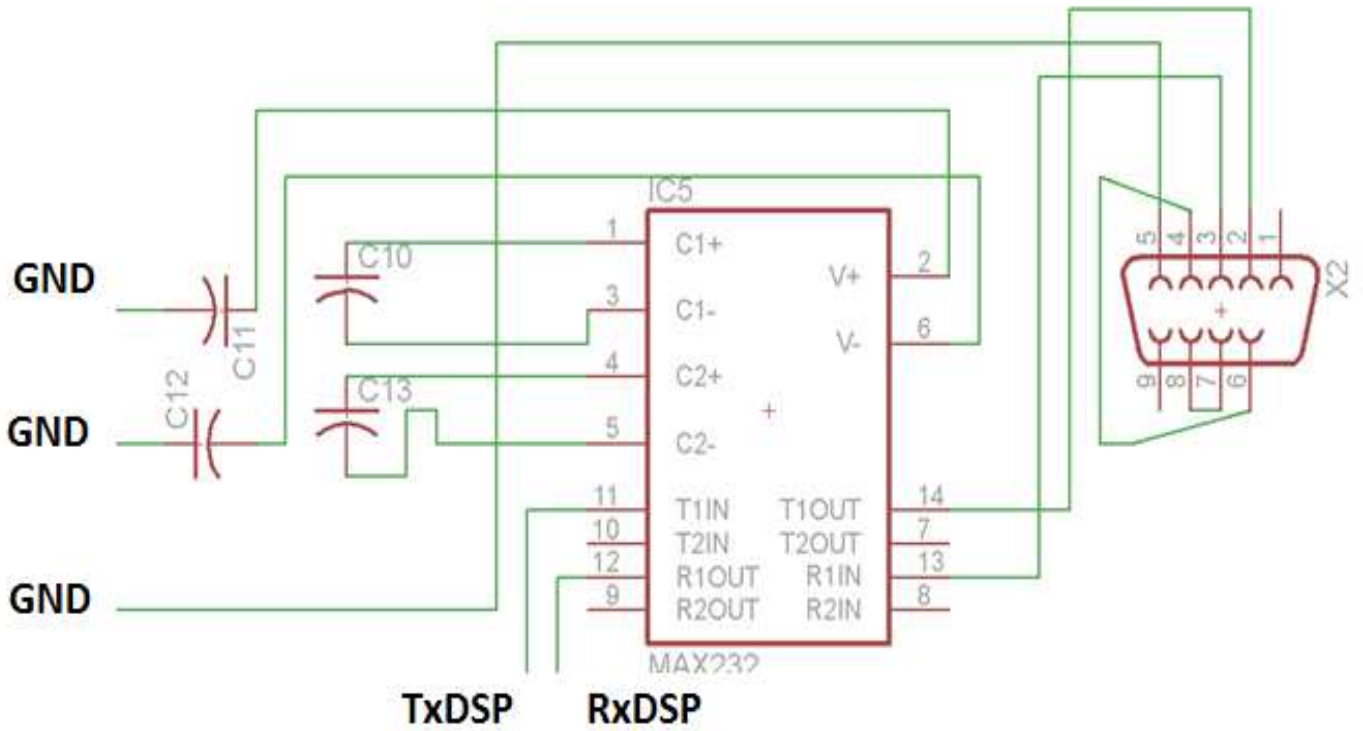 IC5
1 C1+
C10
GND
V+ 2
3 C1-
C11
V- 6
4 C2+
C12
C13
GND
5 C2-
11 T1IN T1OUT 14
10 T2IN T2OUT 7
12 R1OUT R1IN 13
9 R2OUT R2IN 8
GND
MAX232
TxDSP RxDSP
5 4 3 2 1
X2
9 8 7 6